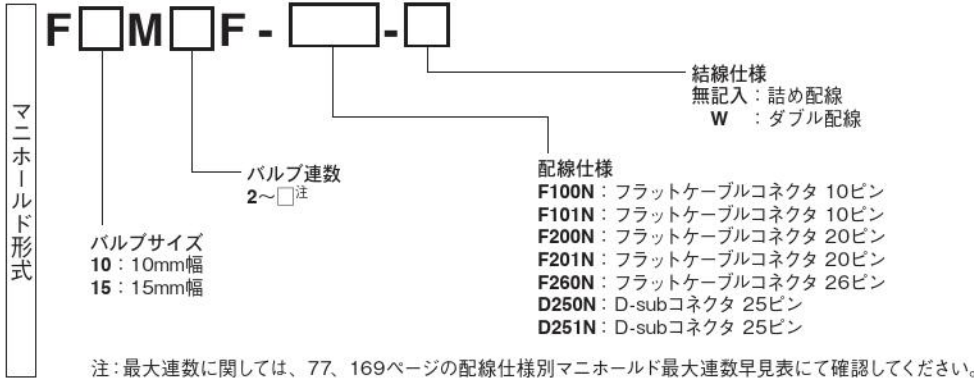 マニホールド形式
F□M□F-□-□
結線仕様
無記入：詰め配線
W：ダブル配線
バルブ連数
2～□注
配線仕様
F100N：フラットケーブルコネクタ 10ピン
F101N：フラットケーブルコネクタ 10ピン
F200N：フラットケーブルコネクタ 20ピン
F201N：フラットケーブルコネクタ 20ピン
F260N：フラットケーブルコネクタ 26ピン
D250N：D-subコネクタ 25ピン
D251N：D-subコネクタ 25ピン
バルブサイズ
10：10mm幅
15：15mm幅
注：最大連数に関しては、77、169ページの配線仕様別マニホールド最大連数早見表にて確認してください。